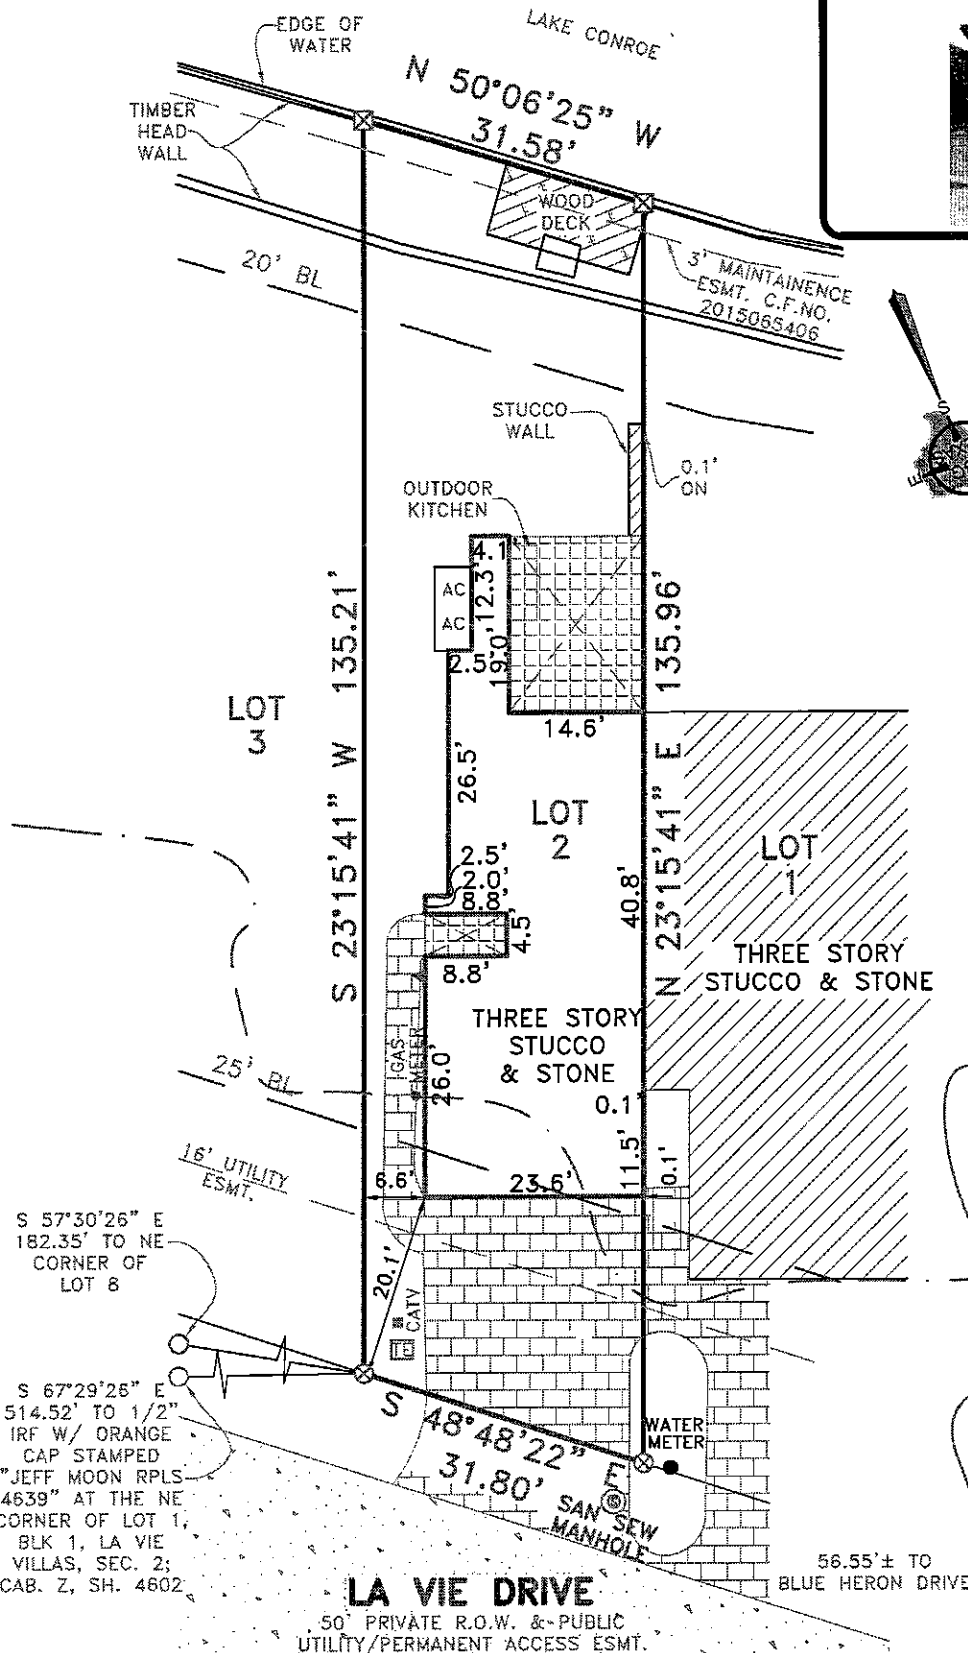 LAKE CONROE
EDGE OF
WATER
N 50°06'25" W
31.58'
TIMBER
HEAD
WALL
WOOD
DECK
20' BL
3' MAINTAINENCE
ESMT. C.F.NO.
2015065406
S
E
STUCCO
WALL
0.1'
ON
OUTDOOR
KITCHEN
4.1'
AC
AC
12.3'
19.0'
2.5'
14.6'
S 23°15'41" W 135.21'
N 23°15'41" E 135.96'
LOT
3
26.5'
LOT
2
LOT
1
2.5'
2.0'
8.8'
4.5'
8.8'
40.8'
THREE STORY
STUCCO & STONE
THREE STORY
STUCCO
& STONE
GAS
METER
26.0'
25' BL
0.1'
11.5'
0.1'
16' UTILITY
ESMT.
6.6'
23.6'
S 57°30'26" E
182.35' TO NE
CORNER OF
LOT 8
20.1'
CATV
TE
S 67°29'26" E
514.52' TO 1/2"
IRF W/ ORANGE
CAP STAMPED
"JEFF MOON RPLS
4639" AT THE NE
CORNER OF LOT 1,
BLK 1, LA VIE
VILLAS, SEC. 2;
CAB. Z, SH. 4602
S 48°48'22" E
31.80'
WATER
METER
SAN SEW
MANHOLE
S
56.55'± TO
BLUE HERON DRIVE
LA VIE DRIVE
50' PRIVATE R.O.W. & PUBLIC
UTILITY/PERMANENT ACCESS ESMT.